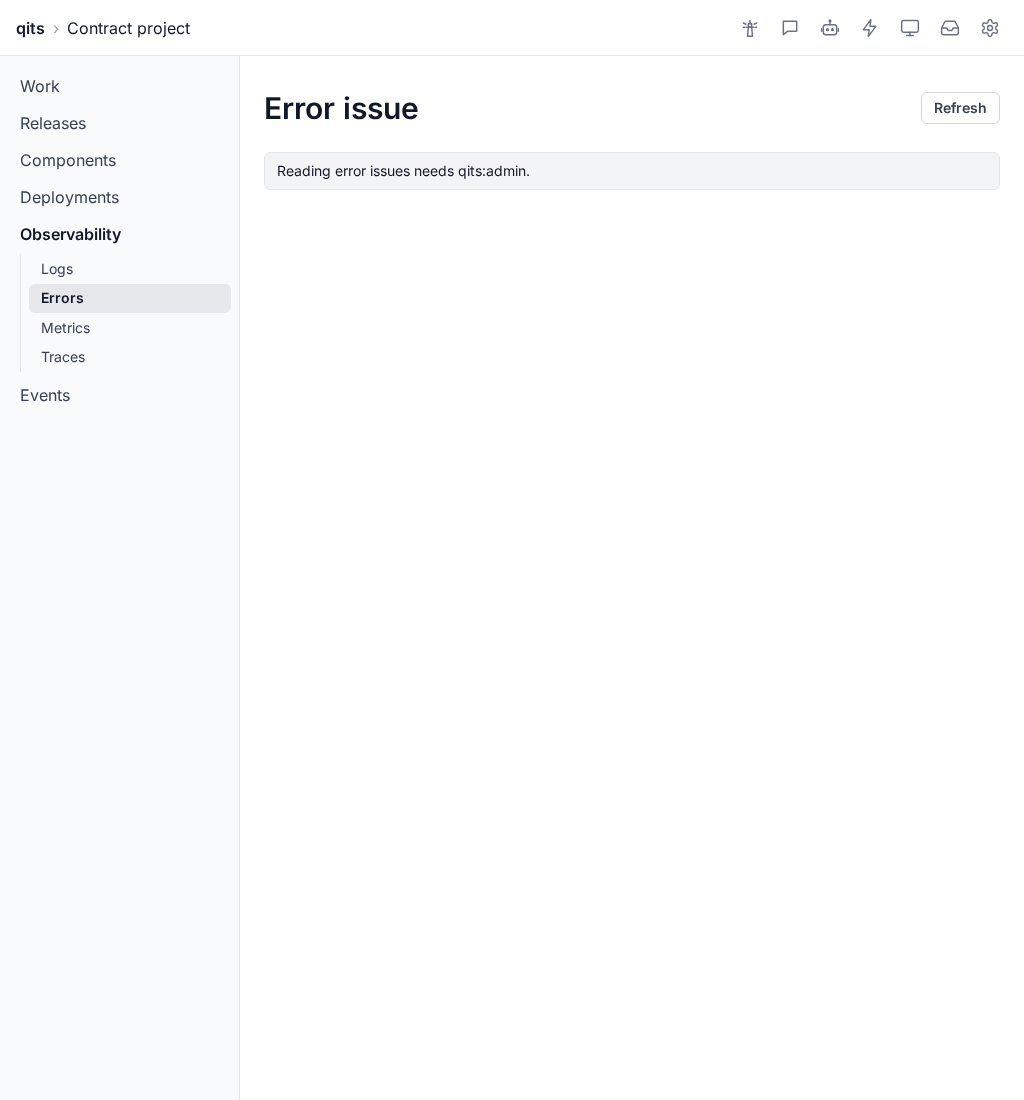 qits › Contract project
Work
Releases
Components
Deployments
Observability
Logs
Errors
Metrics
Traces
Events
Error issue
Refresh
Reading error issues needs qits:admin.